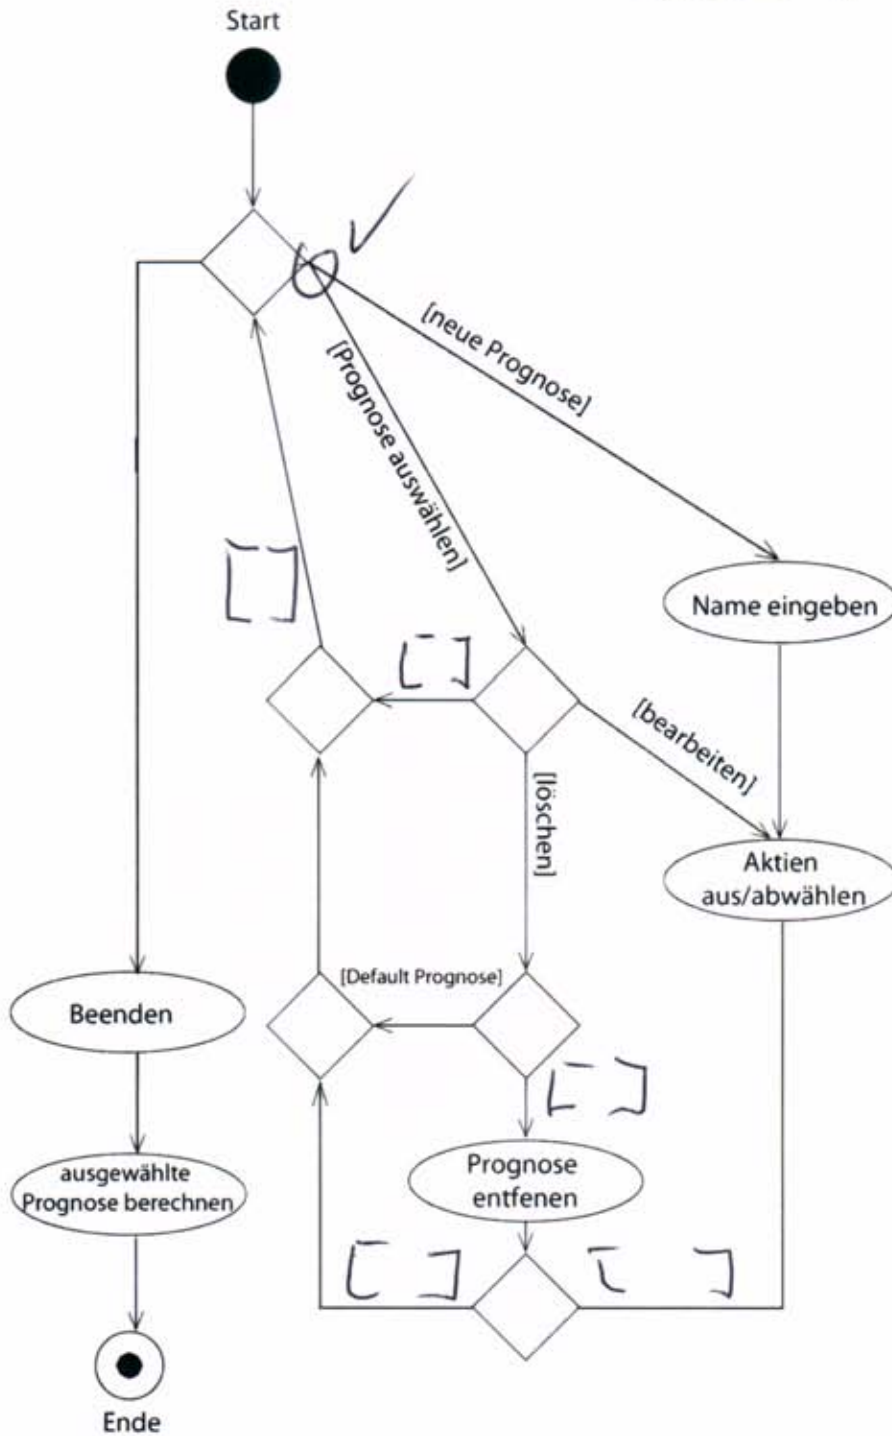 Start
[neue Prognose]
[Prognose auswählen]
Name eingeben
[bearbeiten]
[löschen]
Aktien
aus/abwählen
[Default Prognose]
Beenden
Prognose
entfenen
ausgewählte
Prognose berechnen
Ende